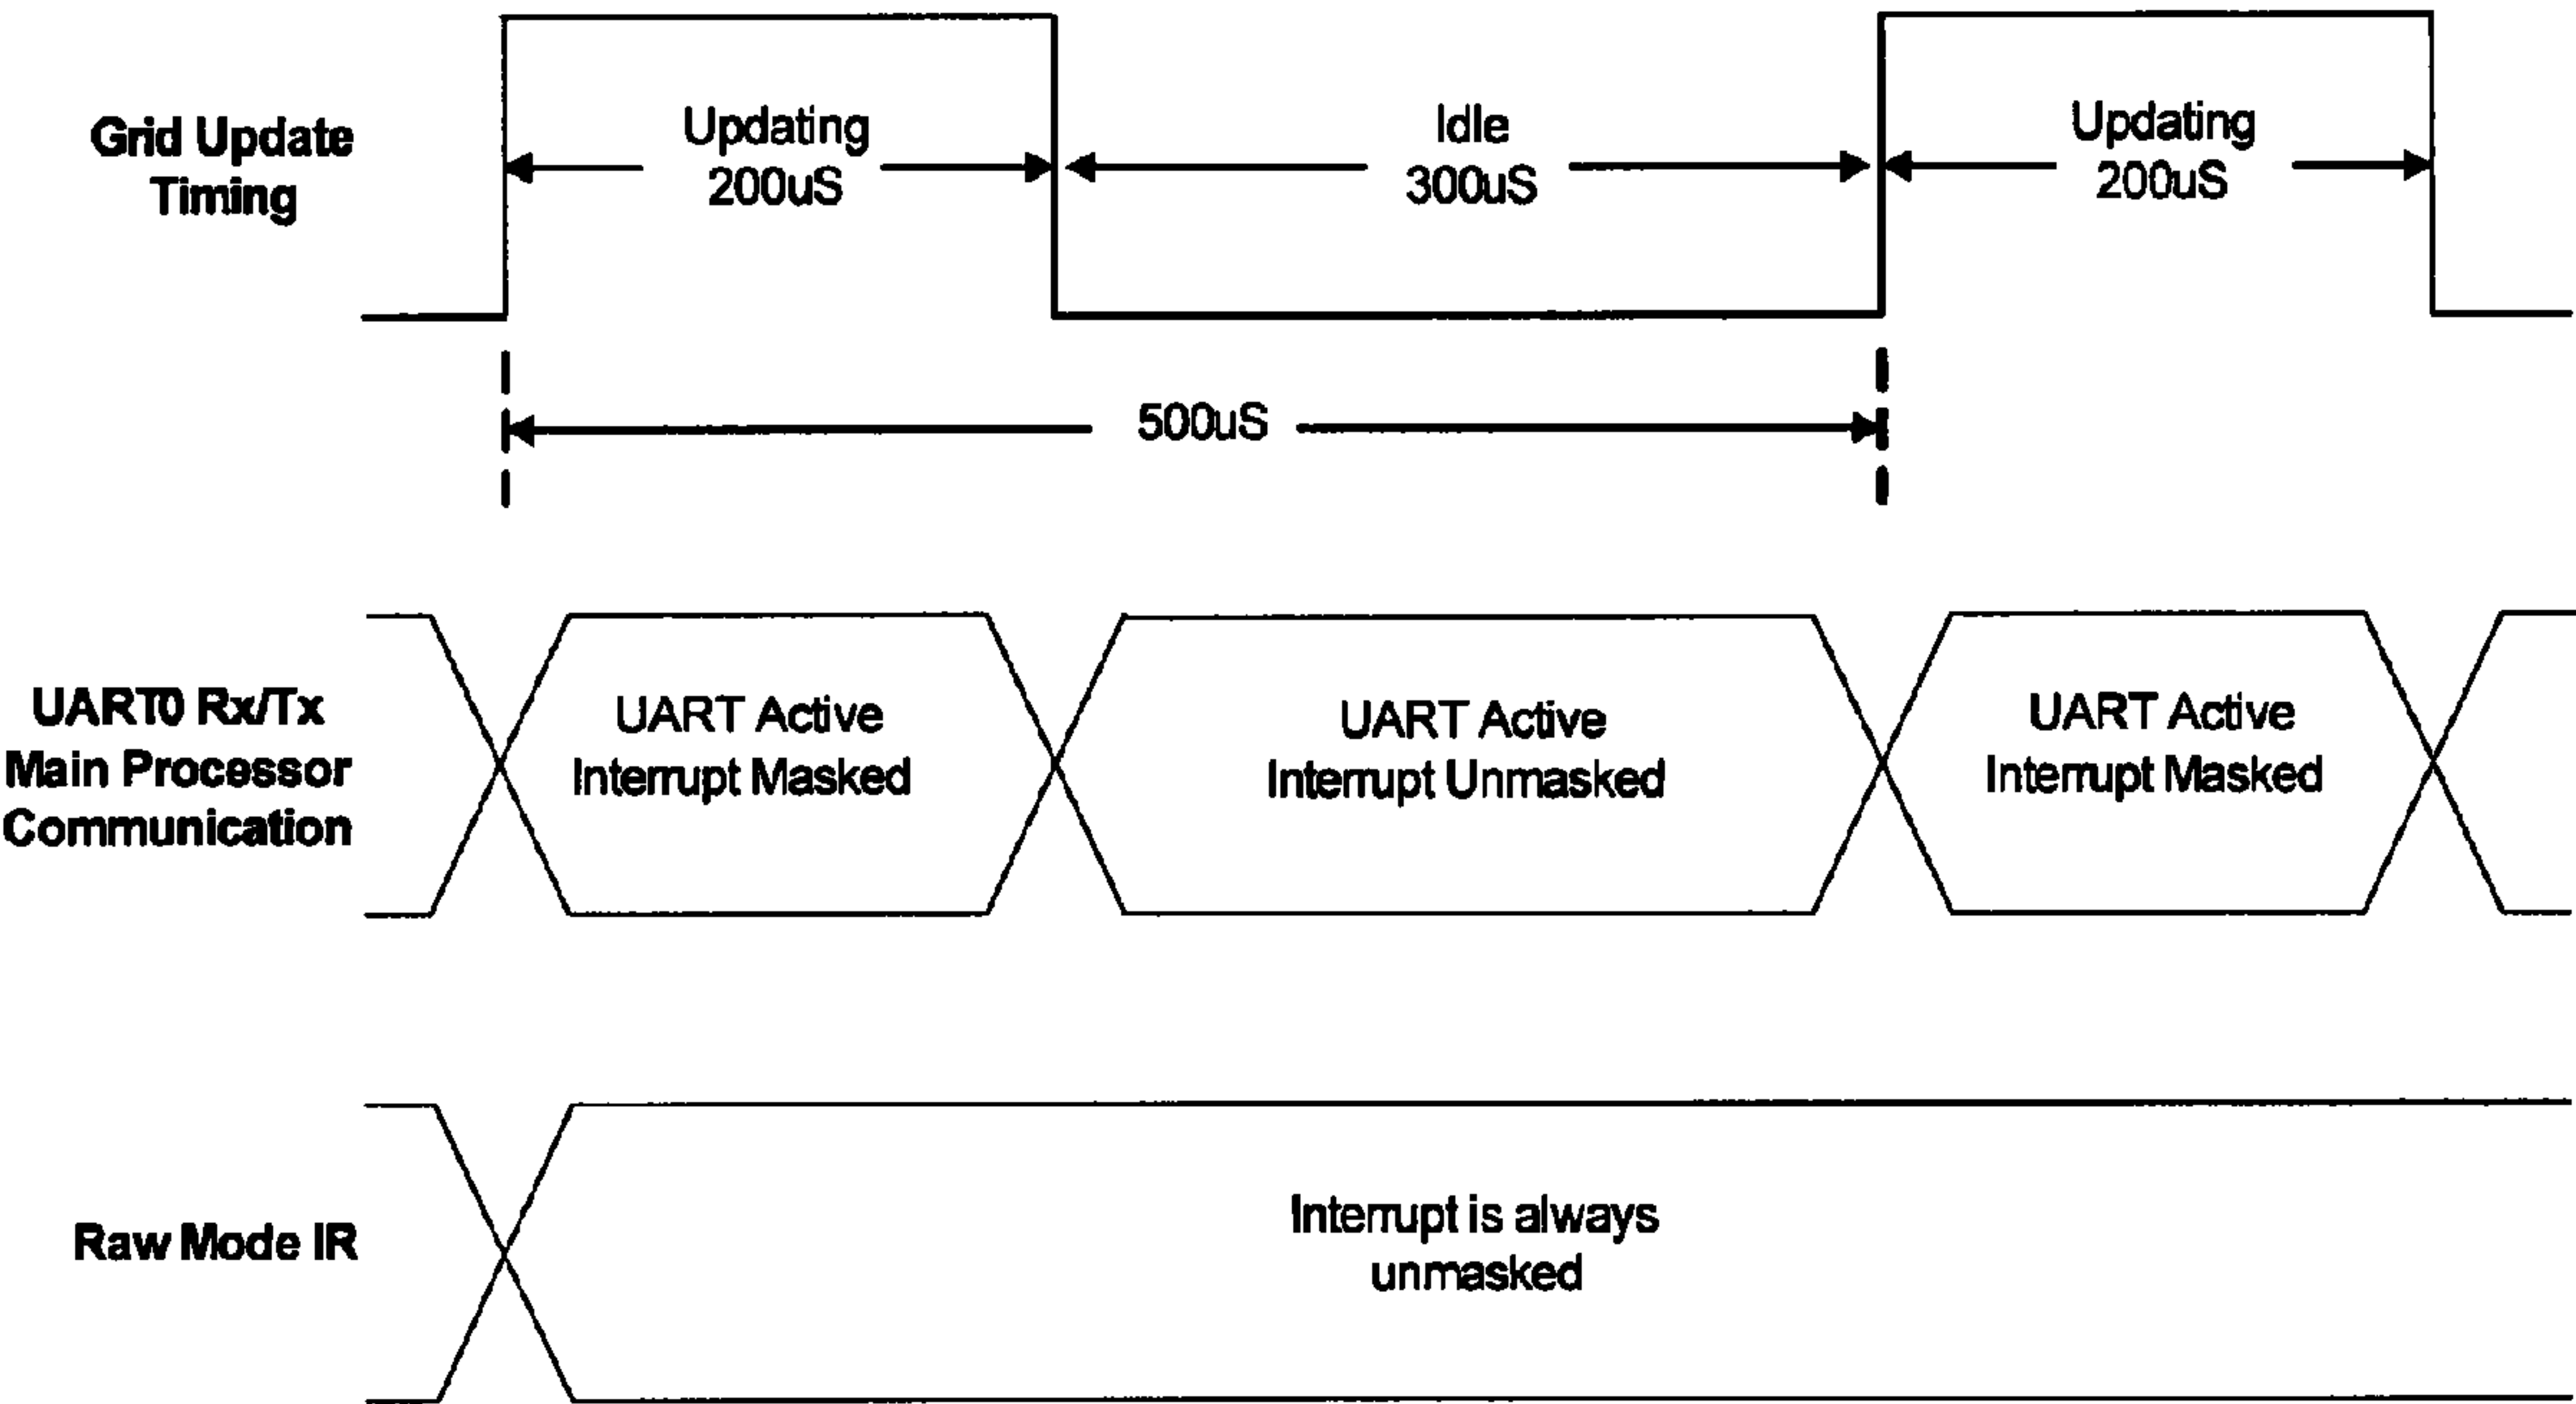 Grid Update
Timing
Updating
200uS
Idle
300uS
Updating
200uS
500uS
UART0 Rx/Tx
Main Processor
Communication
UART Active
Interrupt Masked
UART Active
Interrupt Unmasked
UART Active
Interrupt Masked
Raw Mode IR
Interrupt is always
unmasked